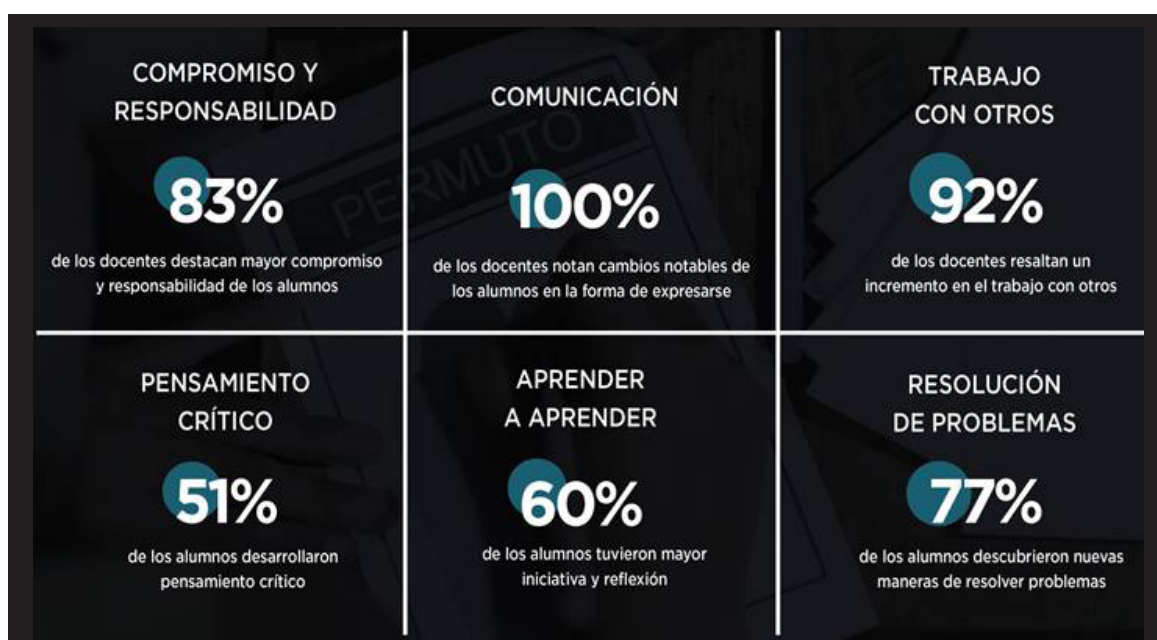 COMPROMISO Y
RESPONSABILIDAD
83%
de los docentes destacan mayor compromiso
y responsabilidad de los alumnos
COMUNICACIÓN
100%
de los docentes notan cambios notables de
los alumnos en la forma de expresarse
TRABAJO
CON OTROS
92%
de los docentes resaltan un
incremento en el trabajo con otros
PENSAMIENTO
CRÍTICO
51%
de los alumnos desarrollaron
pensamiento crítico
APRENDER
A APRENDER
60%
de los alumnos tuvieron mayor
iniciativa y reflexión
RESOLUCIÓN
DE PROBLEMAS
77%
de los alumnos descubrieron nuevas
maneras de resolver problemas
PERMUTO